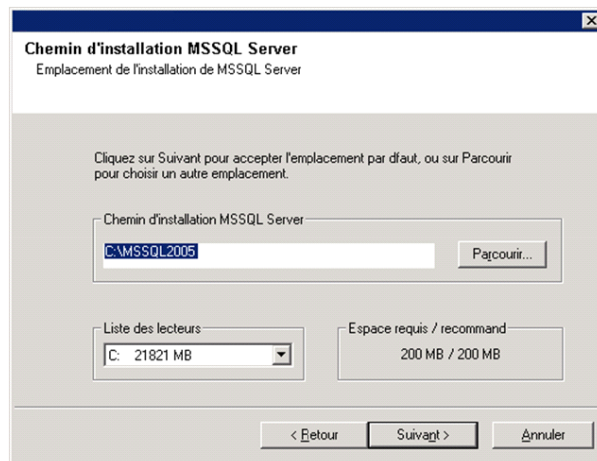 Chemin d'installation MSSQL Server
Emplacement de l'installation de MSSQL Server
Cliquez sur Suivant pour accepter l'emplacement par dfaut, ou sur Parcourir
pour choisir un autre emplacement.
Chemin d'installation MSSQL Server
C:\MSSQL2005
Parcourir...
Liste des lecteurs
C: 21821 MB
Espace requis / recommand
200 MB / 200 MB
< Retour
Suivant >
Annuler